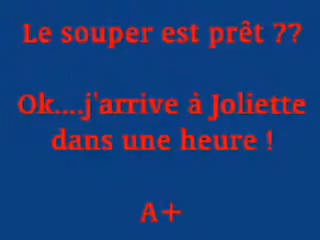 Le souper est prêt ??
Ok....j'arrive à Joliette
dans une heure !
A+